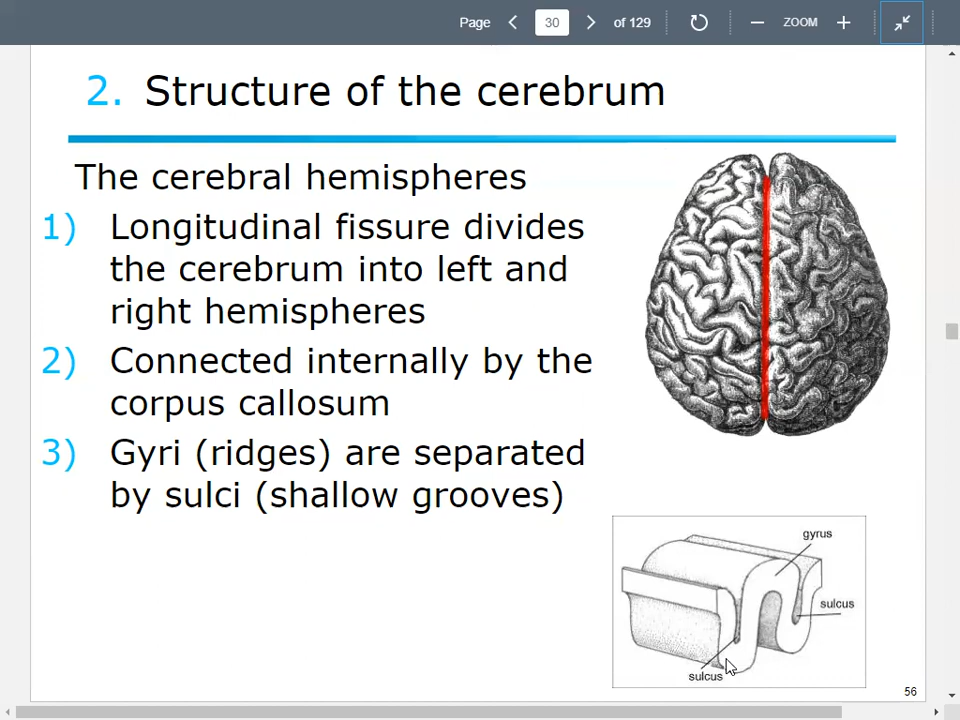 Page 30 of 129 ZOOM
2. Structure of the cerebrum
The cerebral hemispheres
1) Longitudinal fissure divides
the cerebrum into left and
right hemispheres
2) Connected internally by the
corpus callosum
3) Gyri (ridges) are separated
by sulci (shallow grooves)
gyrus
sulcus
sulcus
56